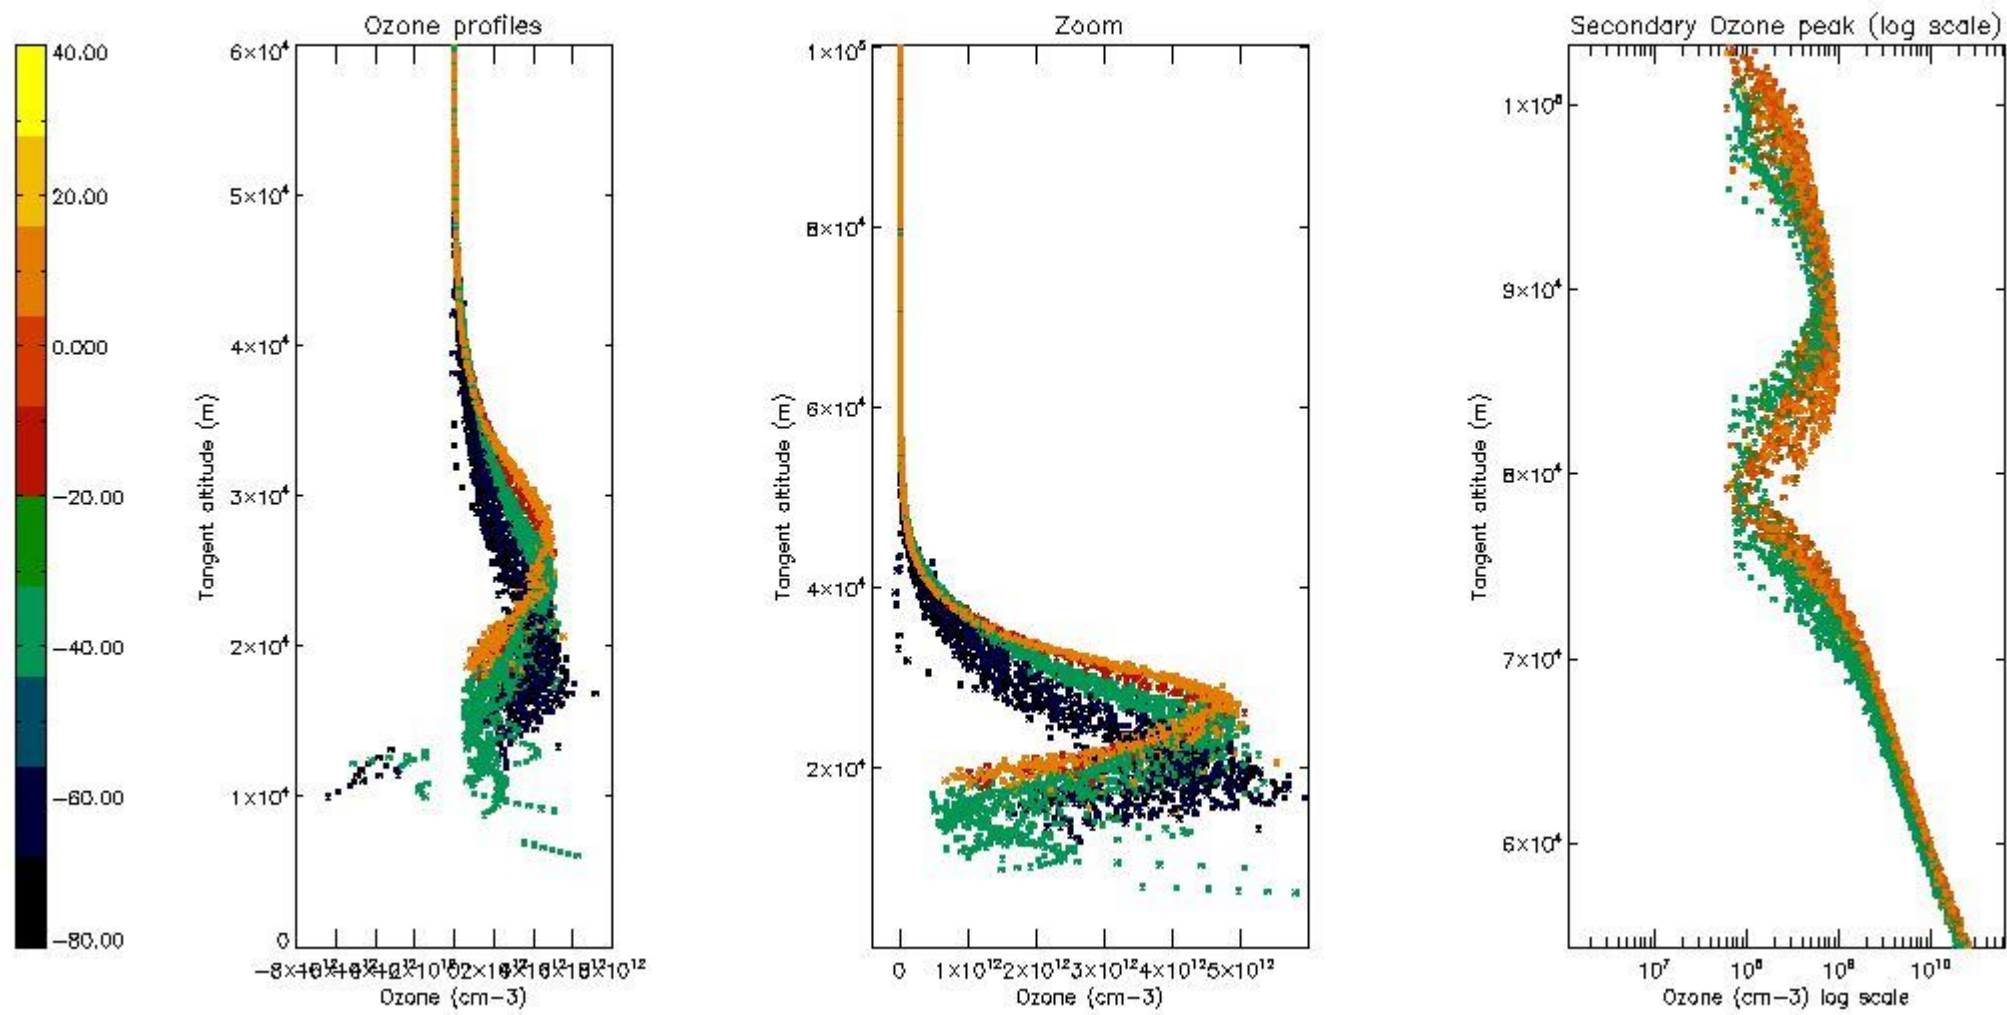 Ozone profiles
Zoom
Secondary Ozone peak (log scale)
40.00
20.00
0.000
−20.00
−40.00
−60.00
−80.00
6×10⁴
5×10⁴
4×10⁴
3×10⁴
2×10⁴
1×10⁴
0
Tangent altitude (m)
Ozone (cm−3)
1×10⁵
8×10⁴
6×10⁴
4×10⁴
2×10⁴
Tangent altitude (m)
0 1×10¹² 2×10¹² 3×10¹² 4×10¹² 5×10¹²
Ozone (cm−3)
9×10⁴
8×10⁴
7×10⁴
6×10⁴
Tangent altitude (m)
10⁷ 10⁸ 10⁹ 10¹⁰
Ozone (cm−3) log scale